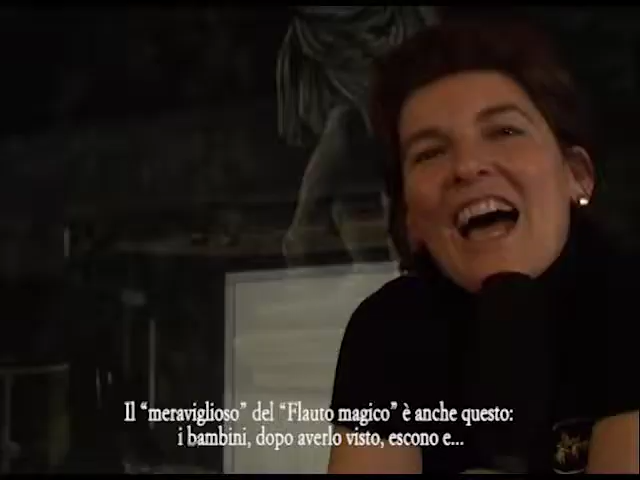 Il “meraviglioso” del “Flauto magico” è anche questo:
i bambini, dopo averlo visto, escono e...